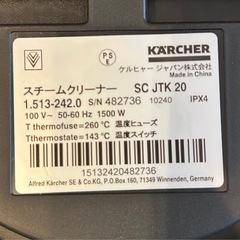 PS
E
KÄRCHER
ケルヒャー ジャパン株式会社
Made in China
スチームクリーナー SC JTK 20
1.513-242.0 S/N 482736 10240 IPX4
100 V~ 50-60 Hz 1500 W
T thermofuse=260 °C 温度ヒューズ
Tthermostate=143 °C 温度スイッチ
15132420482736
Alfred Kärcher SE & Co.KG, P.O.Box 160, 71349 Winnenden, Germany